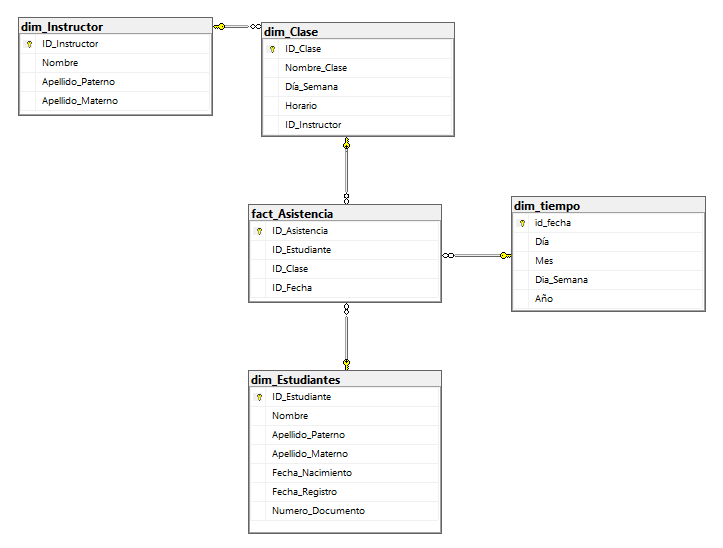 dim_Instructor
ID_Instructor
Nombre
Apellido_Paterno
Apellido_Materno
dim_Clase
ID_Clase
Nombre_Clase
Día_Semana
Horario
ID_Instructor
fact_Asistencia
ID_Asistencia
ID_Estudiante
ID_Clase
ID_Fecha
dim_tiempo
id_fecha
Día
Mes
Dia_Semana
Año
dim_Estudiantes
ID_Estudiante
Nombre
Apellido_Paterno
Apellido_Materno
Fecha_Nacimiento
Fecha_Registro
Numero_Documento